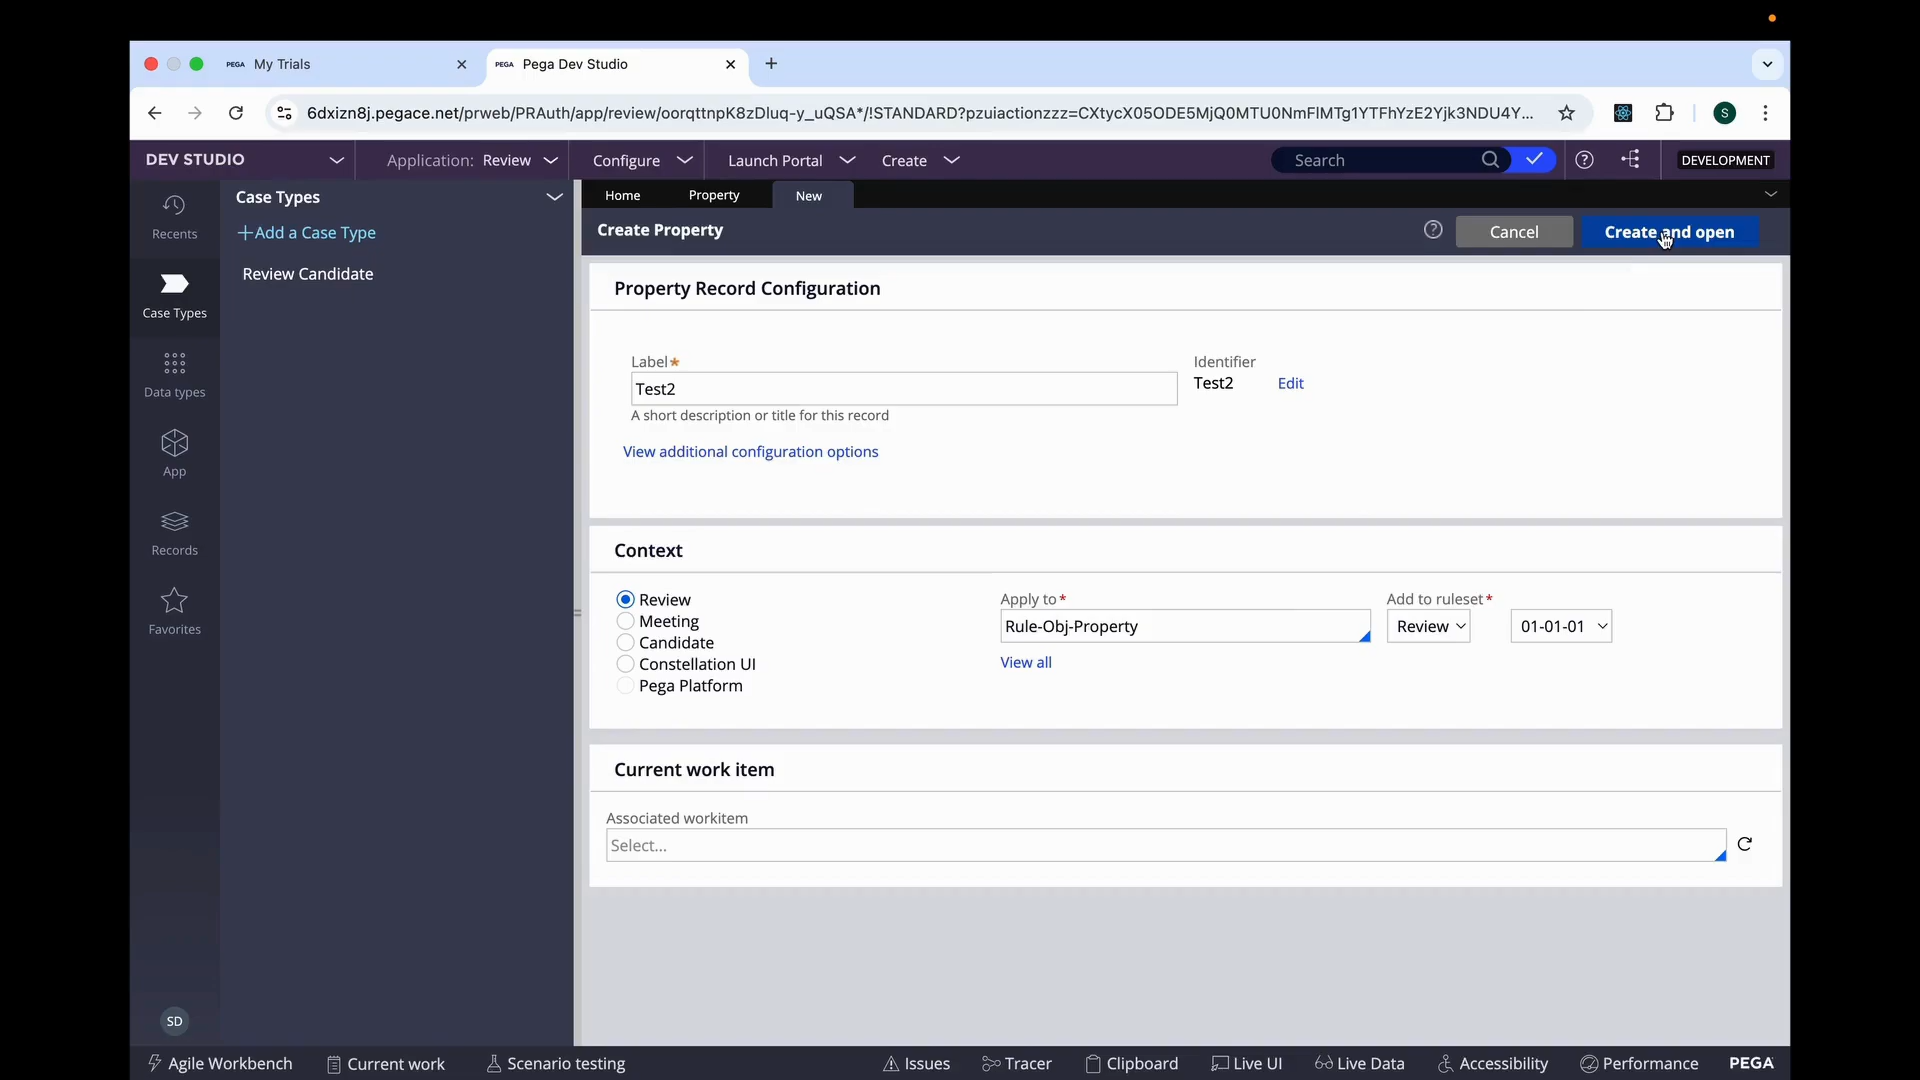 PEGA My Trials
PEGA Pega Dev Studio
6dxizn8j.pegace.net/prweb/PRAuth/app/review/oorqttnpK8zDluq-y_uQSA*/!STANDARD?pzuiactionzzz=CXtycX05ODE5MjQ0MTU0NmFlMTg1YTFhYzE2Yjk3NDU4Y...
S
DEV STUDIO
Application: Review
Configure
Launch Portal
Create
Search
DEVELOPMENT
Recents
Case Types
Data types
App
Records
Favorites
SD
Case Types
+Add a Case Type
Review Candidate
Home Property New
Create Property
Cancel
Create and open
Property Record Configuration
Label*
Test2
A short description or title for this record
Identifier
Test2 Edit
View additional configuration options
Context
Review
Meeting
Candidate
Constellation UI
Pega Platform
Apply to*
Rule-Obj-Property
View all
Add to ruleset*
Review
01-01-01
Current work item
Associated workitem
Select...
Agile Workbench
Current work
Scenario testing
Issues
Tracer
Clipboard
Live UI
Live Data
Accessibility
Performance
PEGA